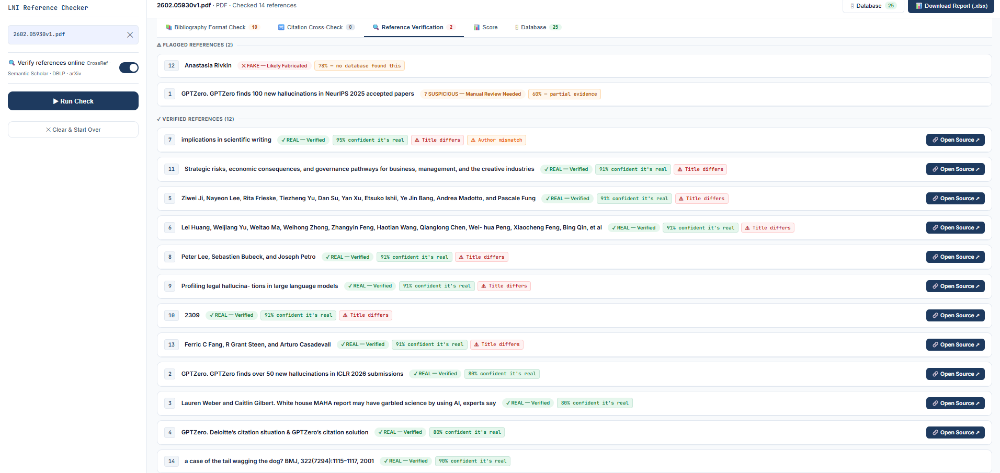 LNI Reference Checker
2602.05930v1.pdf
Verify references online CrossRef ·
Semantic Scholar · DBLP · arXiv
▶ Run Check
✕ Clear & Start Over
2602.05930v1.pdf · PDF · Checked 14 references
Database 25
Download Report (.xlsx)
Bibliography Format Check 10 Citation Cross-Check 0 Reference Verification 2 Score Database 25
⚠ FLAGGED REFERENCES (2)
12 Anastasia Rivkin ✕ FAKE — Likely Fabricated 78% — no database found this
1 GPTZero. GPTZero finds 100 new hallucinations in NeurIPS 2025 accepted papers ? SUSPICIOUS — Manual Review Needed 60% — partial evidence
✓ VERIFIED REFERENCES (12)
7 implications in scientific writing ✓ REAL — Verified 95% confident it's real ⚠ Title differs ⚠ Author mismatch Open Source ↗
11 Strategic risks, economic consequences, and governance pathways for business, management, and the creative industries ✓ REAL — Verified 91% confident it's real ⚠ Title differs Open Source ↗
5 Ziwei Ji, Nayeon Lee, Rita Frieske, Tiezheng Yu, Dan Su, Yan Xu, Etsuko Ishii, Ye Jin Bang, Andrea Madotto, and Pascale Fung ✓ REAL — Verified 91% confident it's real ⚠ Title differs Open Source ↗
6 Lei Huang, Weijiang Yu, Weitao Ma, Weihong Zhong, Zhangyin Feng, Haotian Wang, Qianglong Chen, Wei- hua Peng, Xiaocheng Feng, Bing Qin, et al ✓ REAL — Verified 91% confident it's real ⚠ Title differs Open Source ↗
8 Peter Lee, Sebastien Bubeck, and Joseph Petro ✓ REAL — Verified 91% confident it's real ⚠ Title differs Open Source ↗
9 Profiling legal hallucina- tions in large language models ✓ REAL — Verified 91% confident it's real ⚠ Title differs Open Source ↗
10 2309 ✓ REAL — Verified 91% confident it's real ⚠ Title differs Open Source ↗
13 Ferric C Fang, R Grant Steen, and Arturo Casadevall ✓ REAL — Verified 91% confident it's real ⚠ Title differs Open Source ↗
2 GPTZero. GPTZero finds over 50 new hallucinations in ICLR 2026 submissions ✓ REAL — Verified 80% confident it's real Open Source ↗
3 Lauren Weber and Caitlin Gilbert. White house MAHA report may have garbled science by using AI, experts say ✓ REAL — Verified 80% confident it's real Open Source ↗
4 GPTZero. Deloitte’s citation situation & GPTZero’s citation solution ✓ REAL — Verified 80% confident it's real Open Source ↗
14 a case of the tail wagging the dog? BMJ, 322(7294):1115–1117, 2001 ✓ REAL — Verified 90% confident it's real